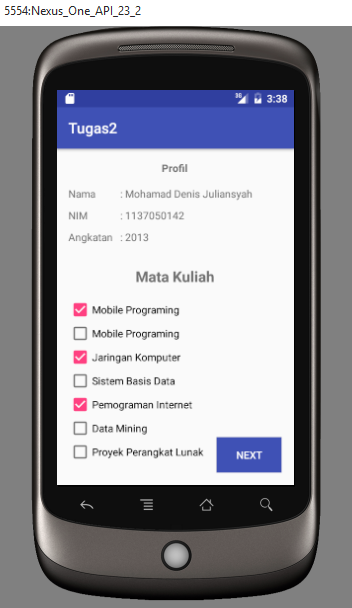 5554:Nexus_One_API_23_2
3G 3:38
Tugas2
Profil
Nama : Mohamad Denis Juliansyah
NIM : 1137050142
Angkatan : 2013
Mata Kuliah
Mobile Programing
Mobile Programing
Jaringan Komputer
Sistem Basis Data
Pemograman Internet
Data Mining
Proyek Perangkat Lunak
NEXT